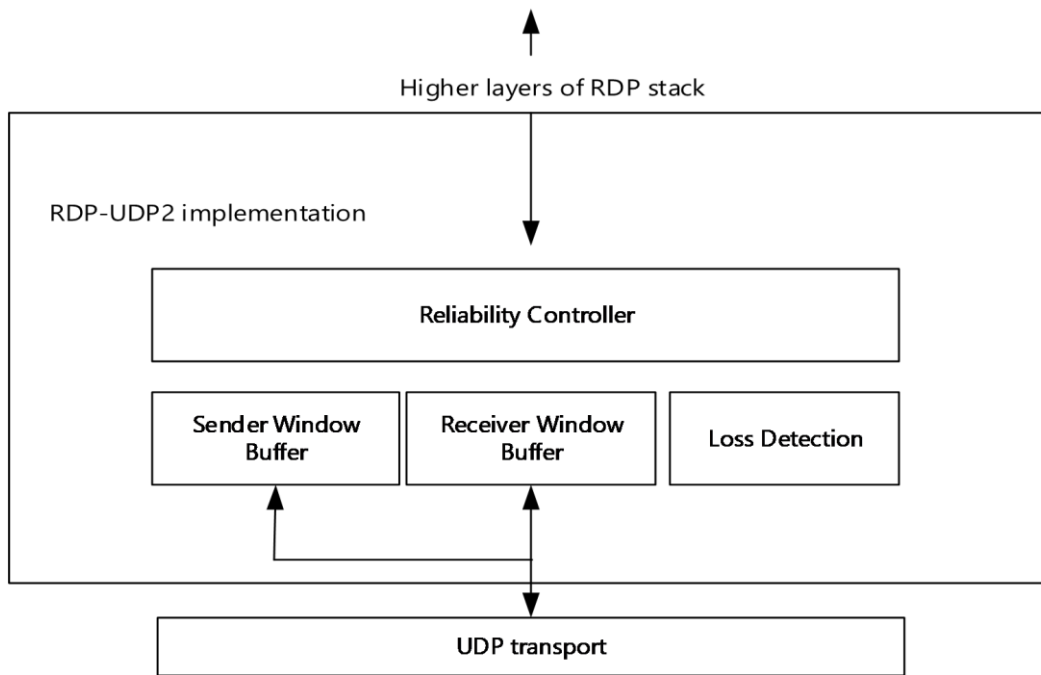 Higher layers of RDP stack
RDP-UDP2 implementation
Reliability Controller
Sender Window
Buffer
Receiver Window
Buffer
Loss Detection
UDP transport